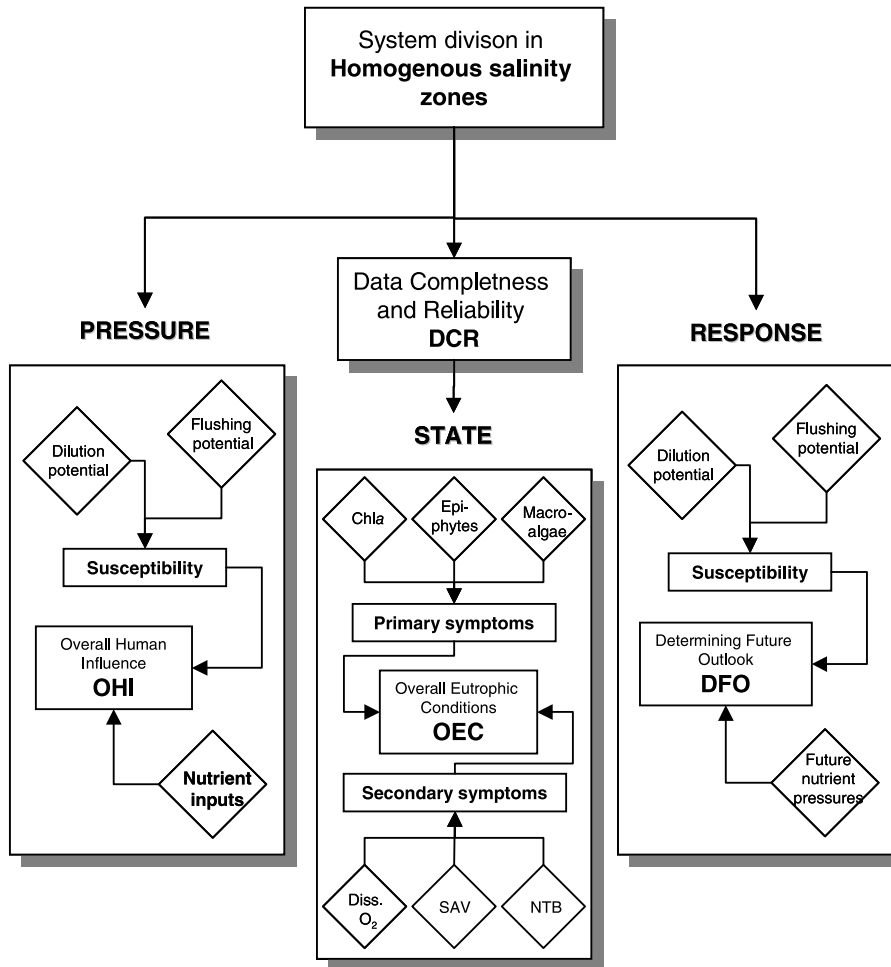 System divison in
Homogenous salinity
zones
Data Completness
and Reliability
DCR
PRESSURE
Flushing
potential
Dilution
potential
Susceptibility
Overall Human
Influence
OHI
Nutrient
inputs
STATE
Chla
Epi-
phytes
Macro-
algae
Primary symptoms
Overall Eutrophic
Conditions
OEC
Secondary symptoms
Diss.
O₂
SAV
NTB
RESPONSE
Flushing
potential
Dilution
potential
Susceptibility
Determining Future
Outlook
DFO
Future
nutrient
pressures